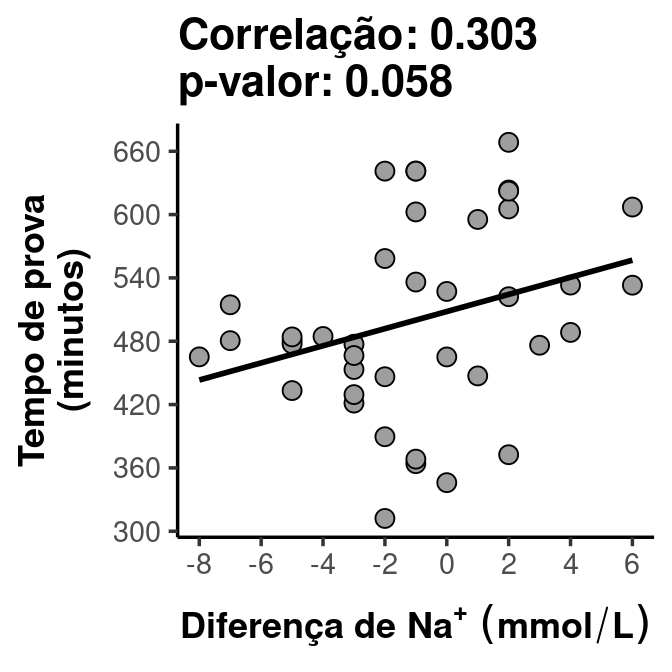 Correlação: 0.303
p-valor: 0.058
Tempo de prova
(minutos)
660
600
540
480
420
360
300
-8 -6 -4 -2 0 2 4 6
Diferença de Na⁺ (mmol/L)